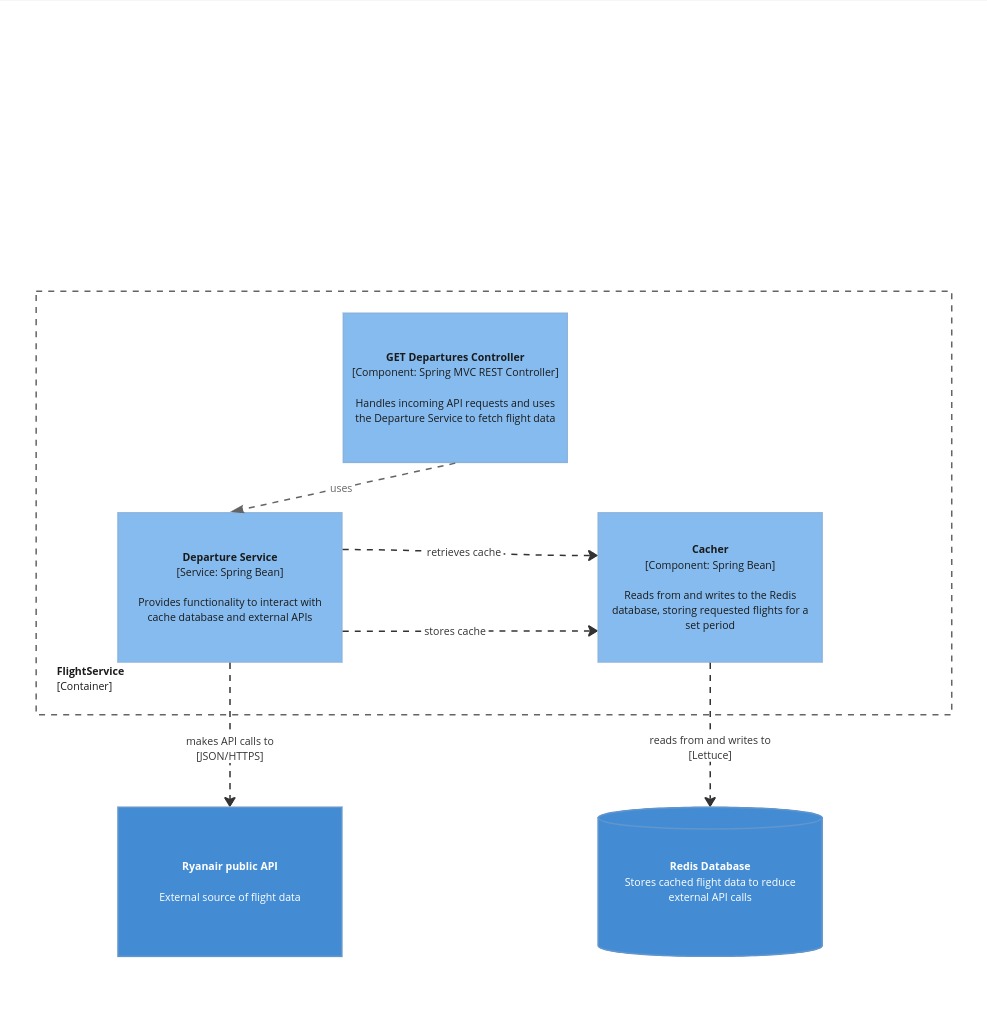 GET Departures Controller
[Component: Spring MVC REST Controller]
Handles incoming API requests and uses
the Departure Service to fetch flight data
uses
Departure Service
[Service: Spring Bean]
Provides functionality to interact with
cache database and external APIs
retrieves cache
stores cache
Cacher
[Component: Spring Bean]
Reads from and writes to the Redis
database, storing requested flights for a
set period
FlightService
[Container]
makes API calls to
[JSON/HTTPS]
reads from and writes to
[Lettuce]
Ryanair public API
External source of flight data
Redis Database
Stores cached flight data to reduce
external API calls